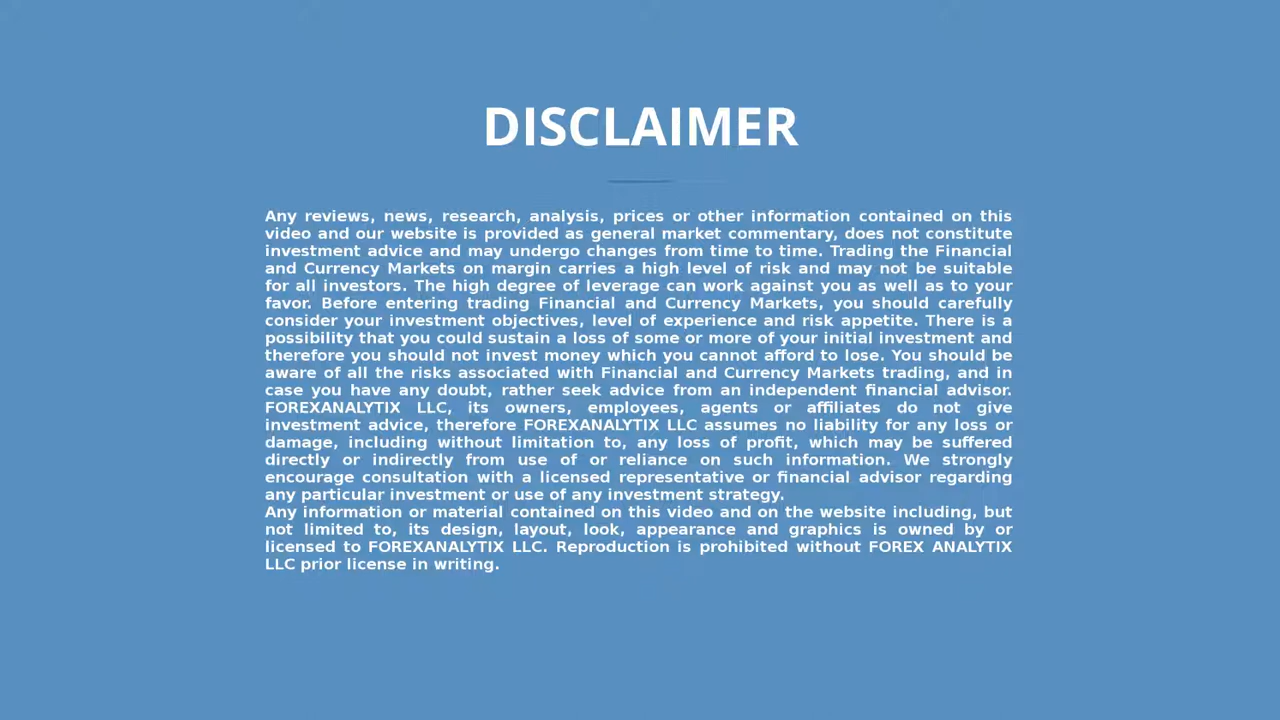 DISCLAIMER
Any reviews, news, research, analysis, prices or other information contained on this
video and our website is provided as general market commentary, does not constitute
investment advice and may undergo changes from time to time. Trading the Financial
and Currency Markets on margin carries a high level of risk and may not be suitable
for all investors. The high degree of leverage can work against you as well as to your
favor. Before entering trading Financial and Currency Markets, you should carefully
consider your investment objectives, level of experience and risk appetite. There is a
possibility that you could sustain a loss of some or more of your initial investment and
therefore you should not invest money which you cannot afford to lose. You should be
aware of all the risks associated with Financial and Currency Markets trading, and in
case you have any doubt, rather seek advice from an independent financial advisor.
FOREXANALYTIX LLC, its owners, employees, agents or affiliates do not give
investment advice, therefore FOREXANALYTIX LLC assumes no liability for any loss or
damage, including without limitation to, any loss of profit, which may be suffered
directly or indirectly from use of or reliance on such information. We strongly
encourage consultation with a licensed representative or financial advisor regarding
any particular investment or use of any investment strategy.
Any information or material contained on this video and on the website including, but
not limited to, its design, layout, look, appearance and graphics is owned by or
licensed to FOREXANALYTIX LLC. Reproduction is prohibited without FOREX ANALYTIX
LLC prior license in writing.